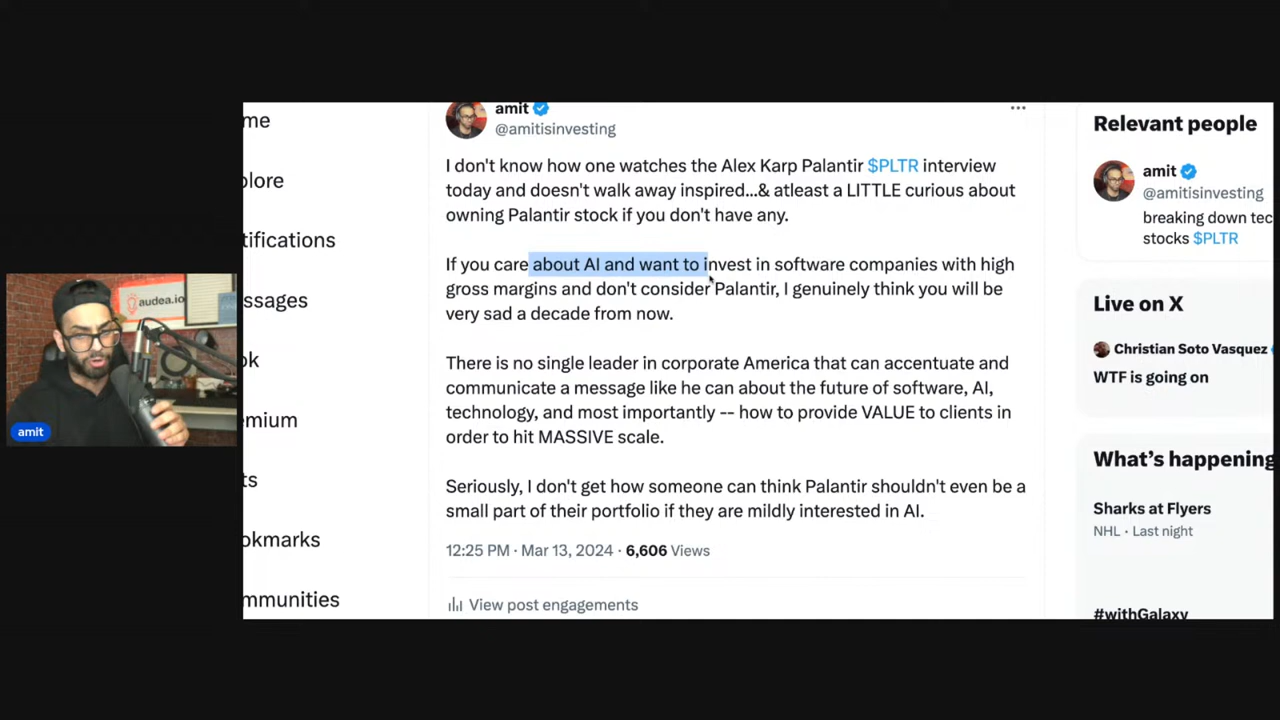 amit
@amitisinvesting
I don't know how one watches the Alex Karp Palantir $PLTR interview
today and doesn't walk away inspired...& atleast a LITTLE curious about
owning Palantir stock if you don't have any.
If you care about AI and want to invest in software companies with high
gross margins and don't consider Palantir, I genuinely think you will be
very sad a decade from now.
There is no single leader in corporate America that can accentuate and
communicate a message like he can about the future of software, AI,
technology, and most importantly -- how to provide VALUE to clients in
order to hit MASSIVE scale.
Seriously, I don't get how someone can think Palantir shouldn't even be a
small part of their portfolio if they are mildly interested in AI.
12:25 PM · Mar 13, 2024 · 6,606 Views
View post engagements
me
plore
tifications
ssages
ok
emium
ts
okmarks
mmunities
Relevant people
amit
@amitisinvesting
breaking down tec
stocks $PLTR
Live on X
Christian Soto Vasquez
WTF is going on
What's happening
Sharks at Flyers
NHL · Last night
#withGalaxy
audea.io
amit